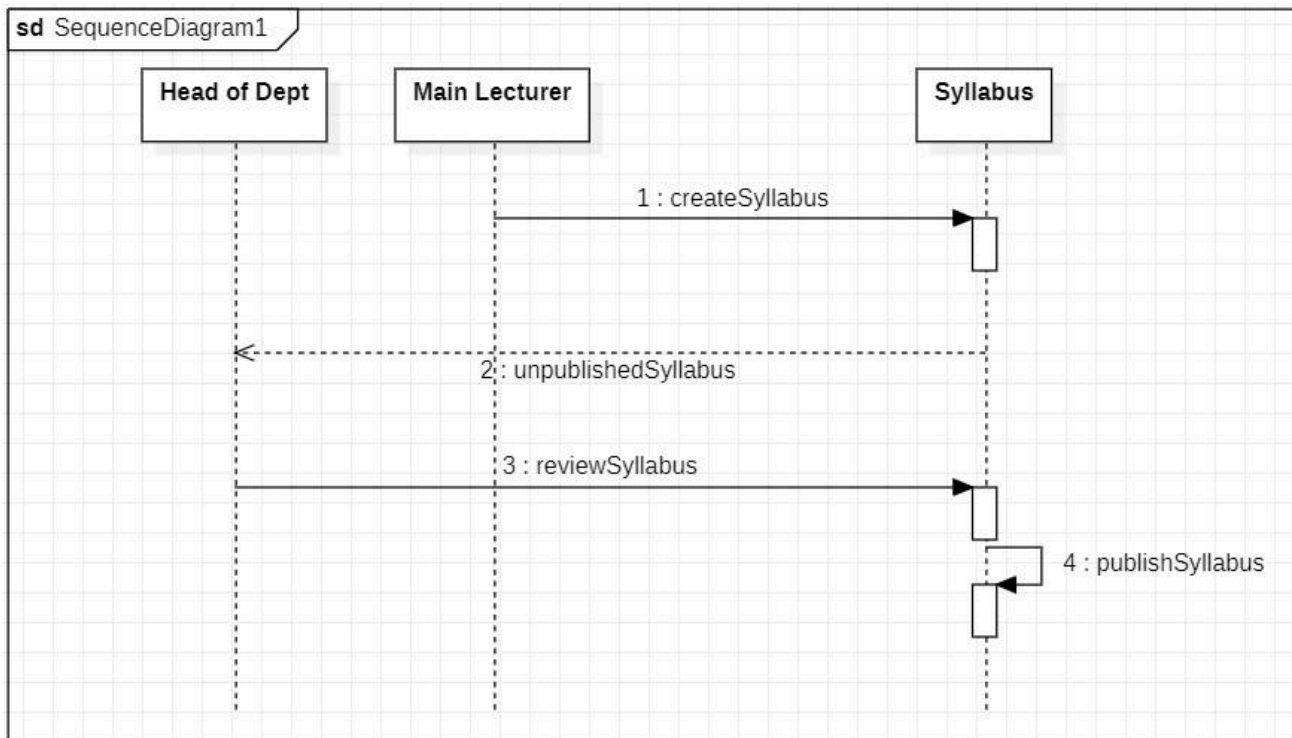 sd SequenceDiagram1
Head of Dept
Main Lecturer
Syllabus
1 : createSyllabus
2 : unpublishedSyllabus
3 : reviewSyllabus
4 : publishSyllabus